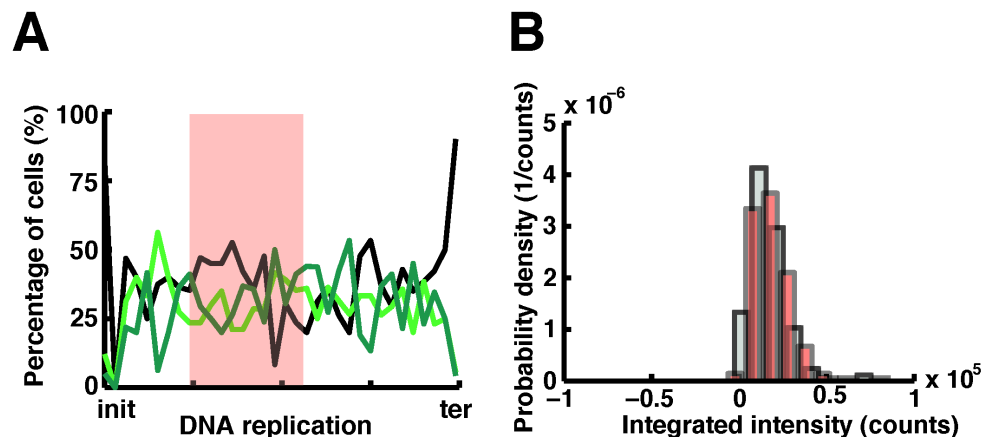 A
B
Percentage of cells (%)
100
75
50
25
0
init
ter
DNA replication
Probability density (1/counts)
x 10⁻⁶
5
4
3
2
1
0
−1
−0.5
0
0.5
1
x 10⁵
Integrated intensity (counts)